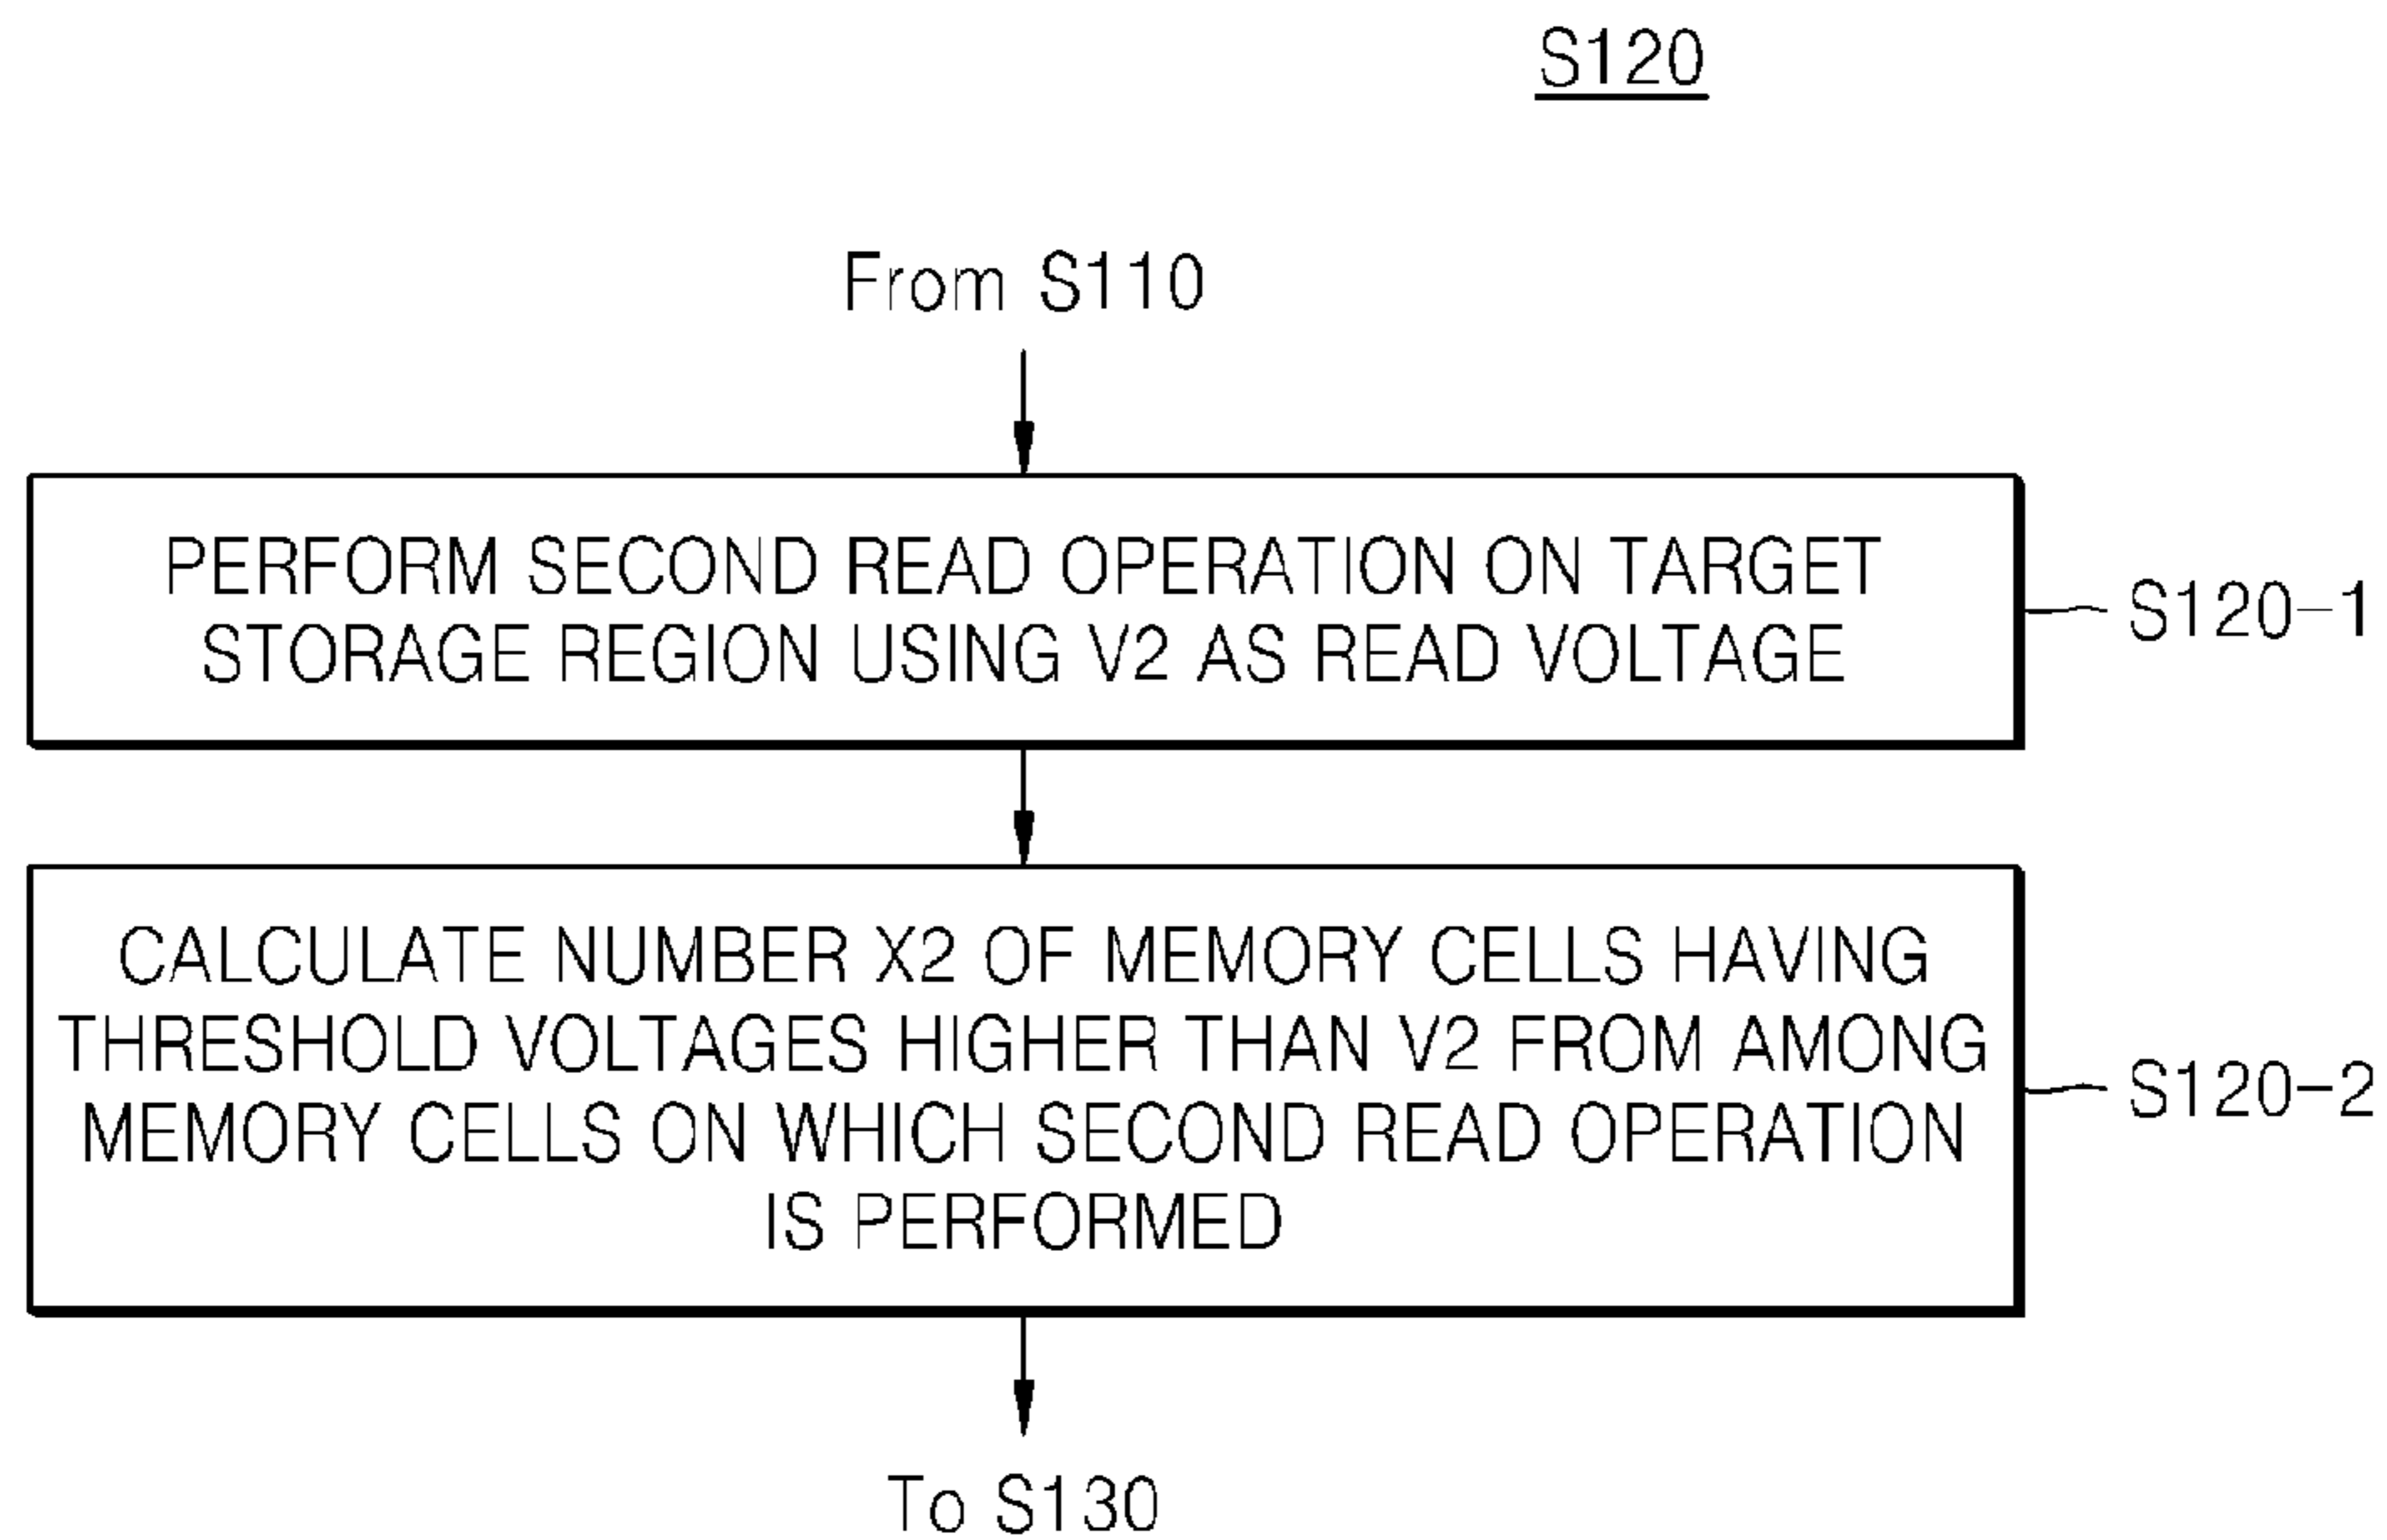 S120
From S110
PERFORM SECOND READ OPERATION ON TARGET
STORAGE REGION USING V2 AS READ VOLTAGE
S120-1
CALCULATE NUMBER X2 OF MEMORY CELLS HAVING
THRESHOLD VOLTAGES HIGHER THAN V2 FROM AMONG
MEMORY CELLS ON WHICH SECOND READ OPERATION
IS PERFORMED
S120-2
To S130